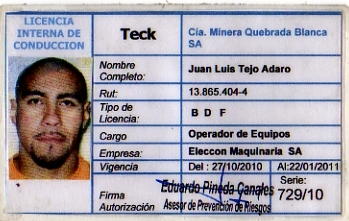 LICENCIA
INTERNA DE
CONDUCCION
Teck
Cía. Minera Quebrada Blanca
SA
Nombre
Completo:
Juan Luis Tejo Adaro
Rut:
13.865.404-4
Tipo de
Licencia:
B D F
Cargo
Operador de Equipos
Empresa:
Eleccon Maquinaria SA
Vigencia
Del : 27/10/2010
Al:22/01/2011
Firma
Autorización
Eduardo Pineda Canales
Asesor de Prevención de Riesgos
Serie:
729/10